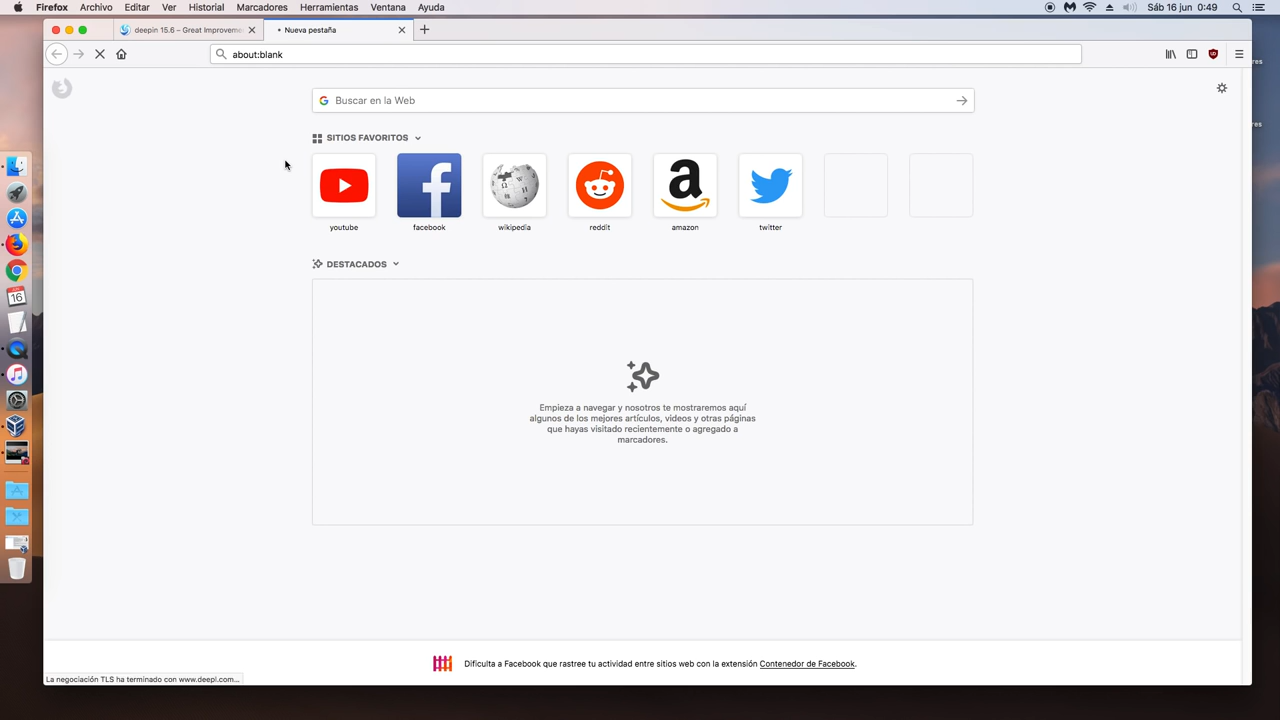 Firefox Archivo Editar Ver Historial Marcadores Herramientas Ventana Ayuda Sáb 16 jun 0:49
deepin 15.6 – Great Improveme Nueva pestaña
about:blank
Buscar en la Web
SITIOS FAVORITOS
youtube facebook wikipedia reddit amazon twitter
DESTACADOS
Empieza a navegar y nosotros te mostraremos aquí
algunos de los mejores artículos, videos y otras páginas
que hayas visitado recientemente o agregado a
marcadores.
Dificulta a Facebook que rastree tu actividad entre sitios web con la extensión Contenedor de Facebook.
La negociación TLS ha terminado con www.deepl.com...